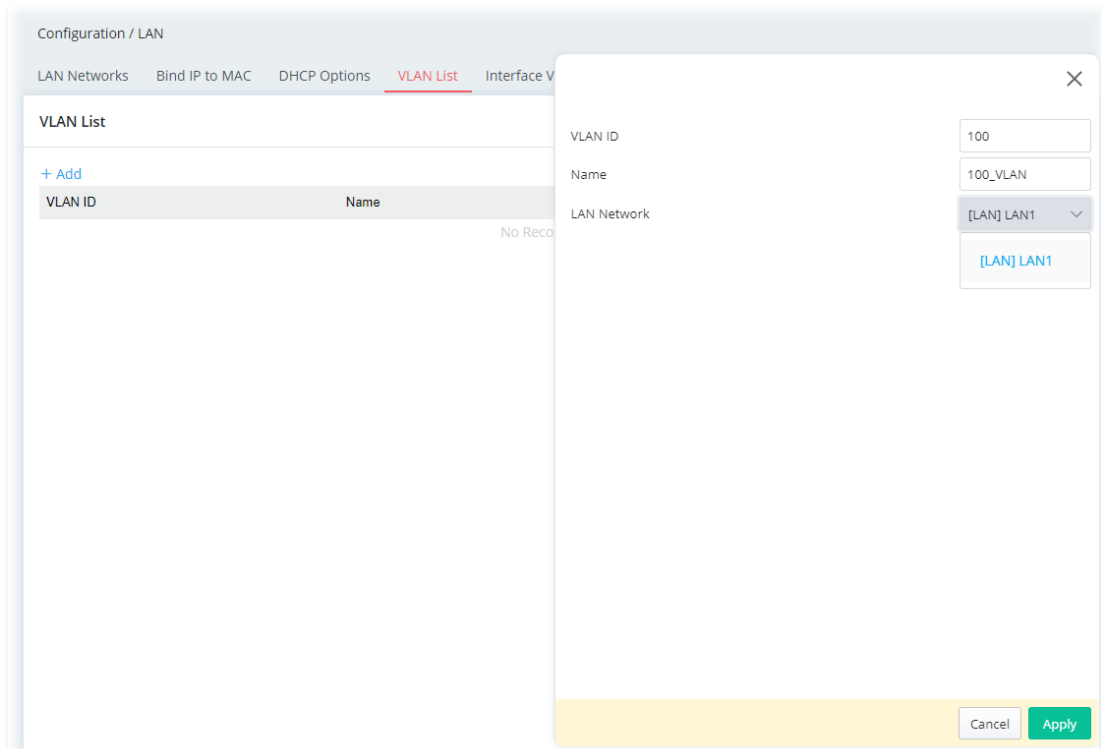 Configuration / LAN
LAN Networks Bind IP to MAC DHCP Options VLAN List Interface V
VLAN List
+ Add
VLAN ID Name
No Reco
VLAN ID 100
Name 100_VLAN
LAN Network [LAN] LAN1
[LAN] LAN1
Cancel Apply